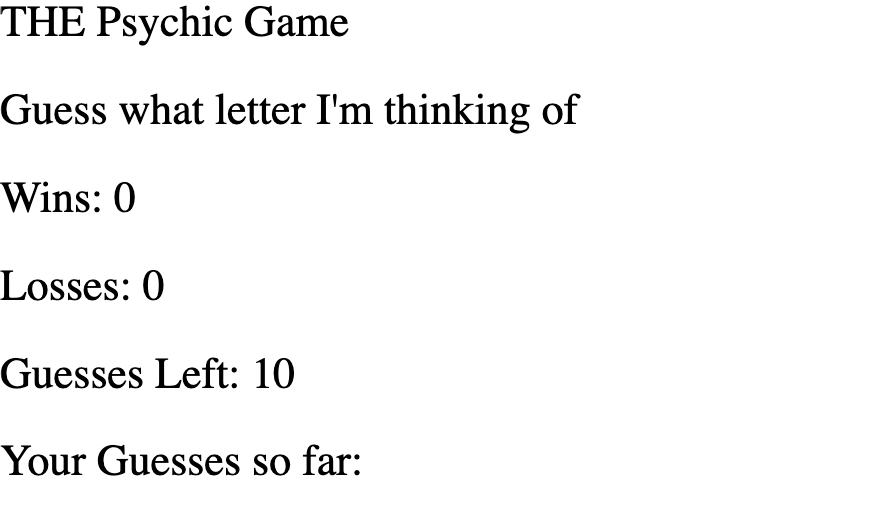 THE Psychic Game
Guess what letter I'm thinking of
Wins: 0
Losses: 0
Guesses Left: 10
Your Guesses so far: